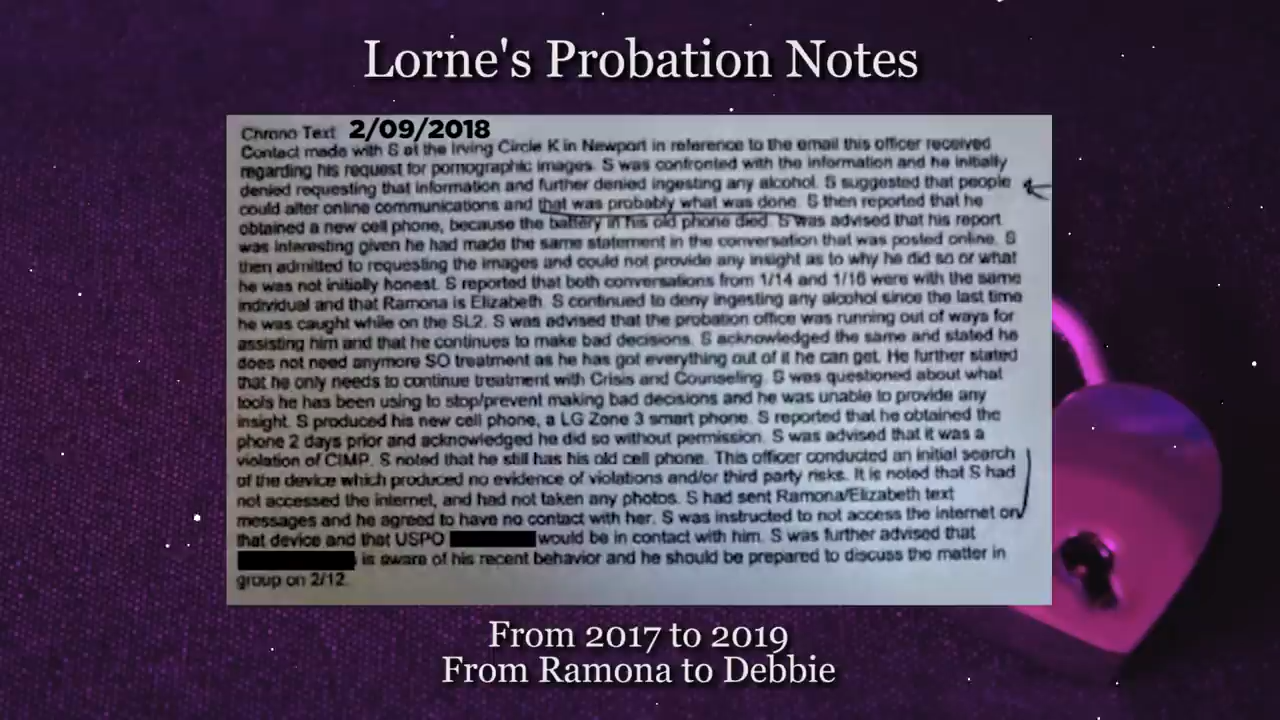 Lorne's Probation Notes
Chrono Text 2/09/2018
Contact made with S at the Irving Circle K in Newport in reference to the email this officer received
regarding his request for pornographic images. S was confronted with the information and he initially
denied requesting that information and further denied ingesting any alcohol. S suggested that people
could alter online communications and that was probably what was done. S then reported that he
obtained a new cell phone, because the battery in his old phone died. S was advised that his report
was interesting given he had made the same statement in the conversation that was posted online. S
then admitted to requesting the images and could not provide any insight as to why he did so or what
he was not initially honest. S reported that both conversations from 1/14 and 1/16 were with the same
individual and that Ramona is Elizabeth. S continued to deny ingesting any alcohol since the last time
he was caught while on the SL2. S was advised that the probation office was running out of ways for
assisting him and that he continues to make bad decisions. S acknowledged the same and stated he
does not need anymore SO treatment as he has got everything out of it he can get. He further stated
that he only needs to continue treatment with Crisis and Counseling. S was questioned about what
tools he has been using to stop/prevent making bad decisions and he was unable to provide any
insight. S produced his new cell phone, a LG Zone 3 smart phone. S reported that he obtained the
phone 2 days prior and acknowledged he did so without permission. S was advised that it was a
violation of CIMP. S noted that he still has his old cell phone. This officer conducted an initial search
of the device which produced no evidence of violations and/or third party risks. It is noted that S had
not accessed the internet, and had not taken any photos. S had sent Ramona/Elizabeth text
messages and he agreed to have no contact with her. S was instructed to not access the internet on
that device and that USPO would be in contact with him. S was further advised that
is aware of his recent behavior and he should be prepared to discuss the matter in
group on 2/12.
From 2017 to 2019
From Ramona to Debbie